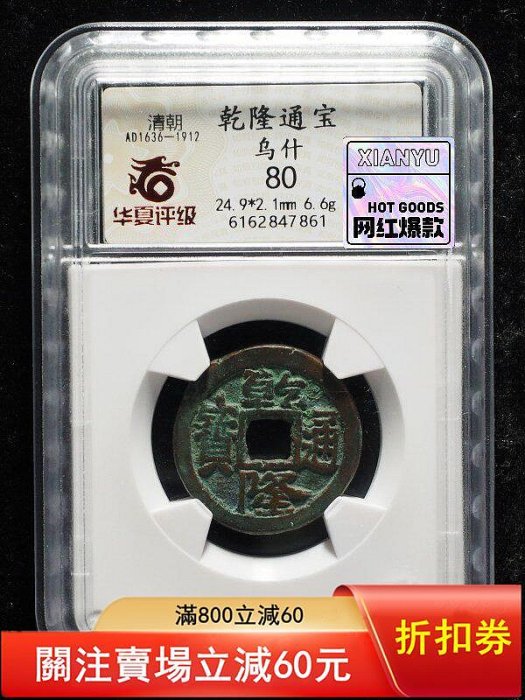 清朝
AD1636-1912
华夏评级
乾隆通宝
乌什
80
24.9*2.1mm 6.6g
6162847861
XIANYU
HOT GOODS
网红爆款
乾隆通寶
滿800立減60
關注賣場立減60元
折扣券